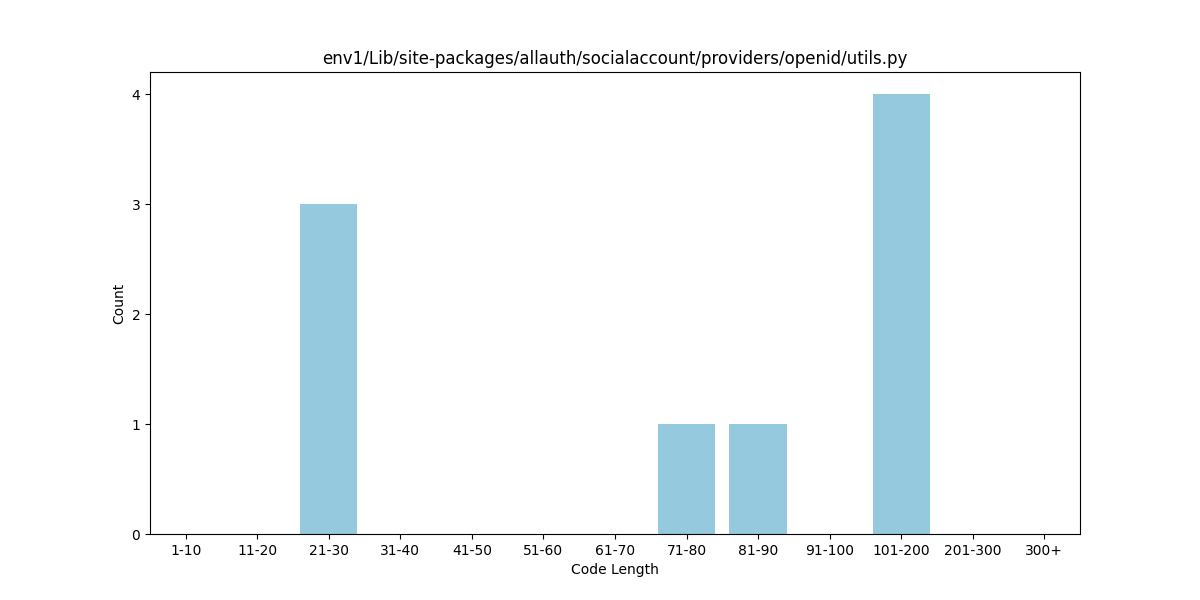 env1/Lib/site-packages/allauth/socialaccount/providers/openid/utils.py
4
3
2
1
0
Count
1-10 11-20 21-30 31-40 41-50 51-60 61-70 71-80 81-90 91-100 101-200 201-300 300+
Code Length